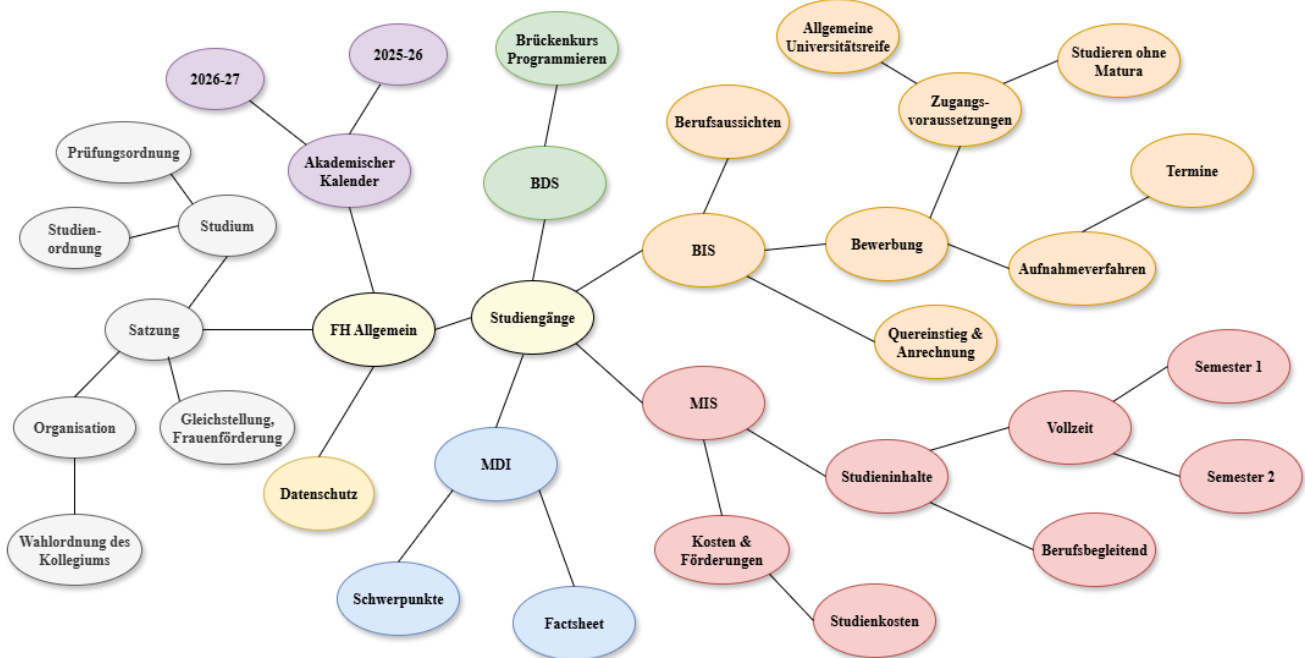 Brückenkurs
Programmieren
2025-26
2026-27
Allgemeine
Universitätsreife
Studieren ohne
Matura
Zugangs-
voraussetzungen
Berufsaussichten
Prüfungsordnung
Akademischer
Kalender
BDS
Termine
Studien-
ordnung
Studium
BIS
Bewerbung
Aufnahmeverfahren
Satzung
FH Allgemein
Studiengänge
Quereinstieg &
Anrechnung
Organisation
Gleichstellung,
Frauenförderung
MIS
Semester 1
Vollzeit
Datenschutz
MDI
Studieninhalte
Semester 2
Wahlordnung des
Kollegiums
Kosten &
Förderungen
Berufsbegleitend
Schwerpunkte
Factsheet
Studienkosten